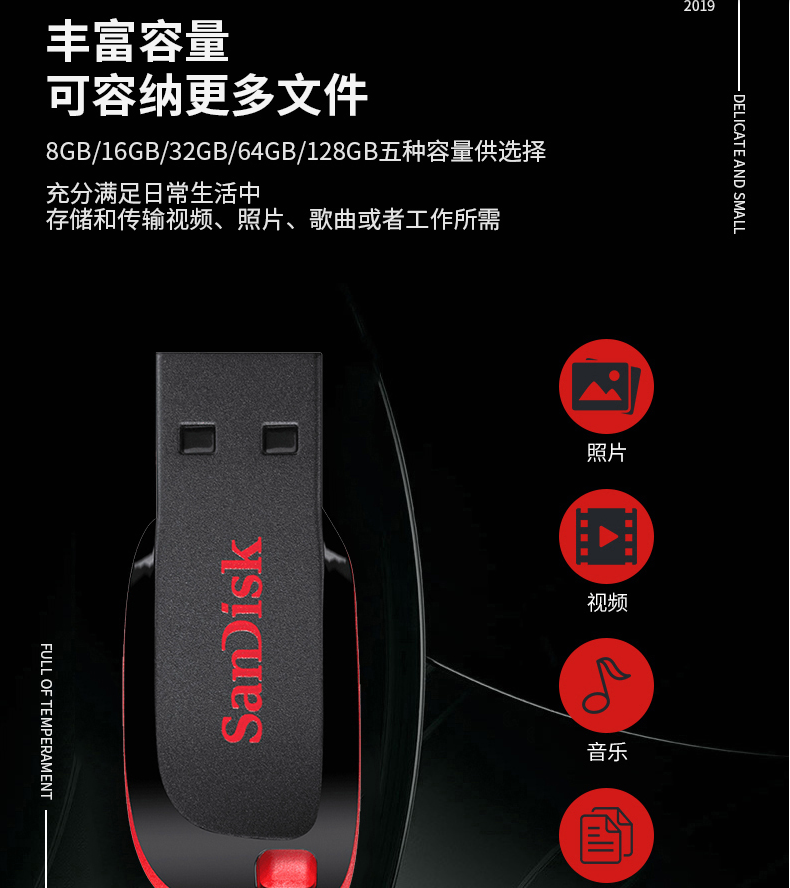 2019
丰富容量
可容纳更多文件
8GB/16GB/32GB/64GB/128GB五种容量供选择
充分满足日常生活中
存储和传输视频、照片、歌曲或者工作所需
DELICATE AND SMALL
SanDisk
照片
视频
音乐
FULL OF TEMPERAMENT